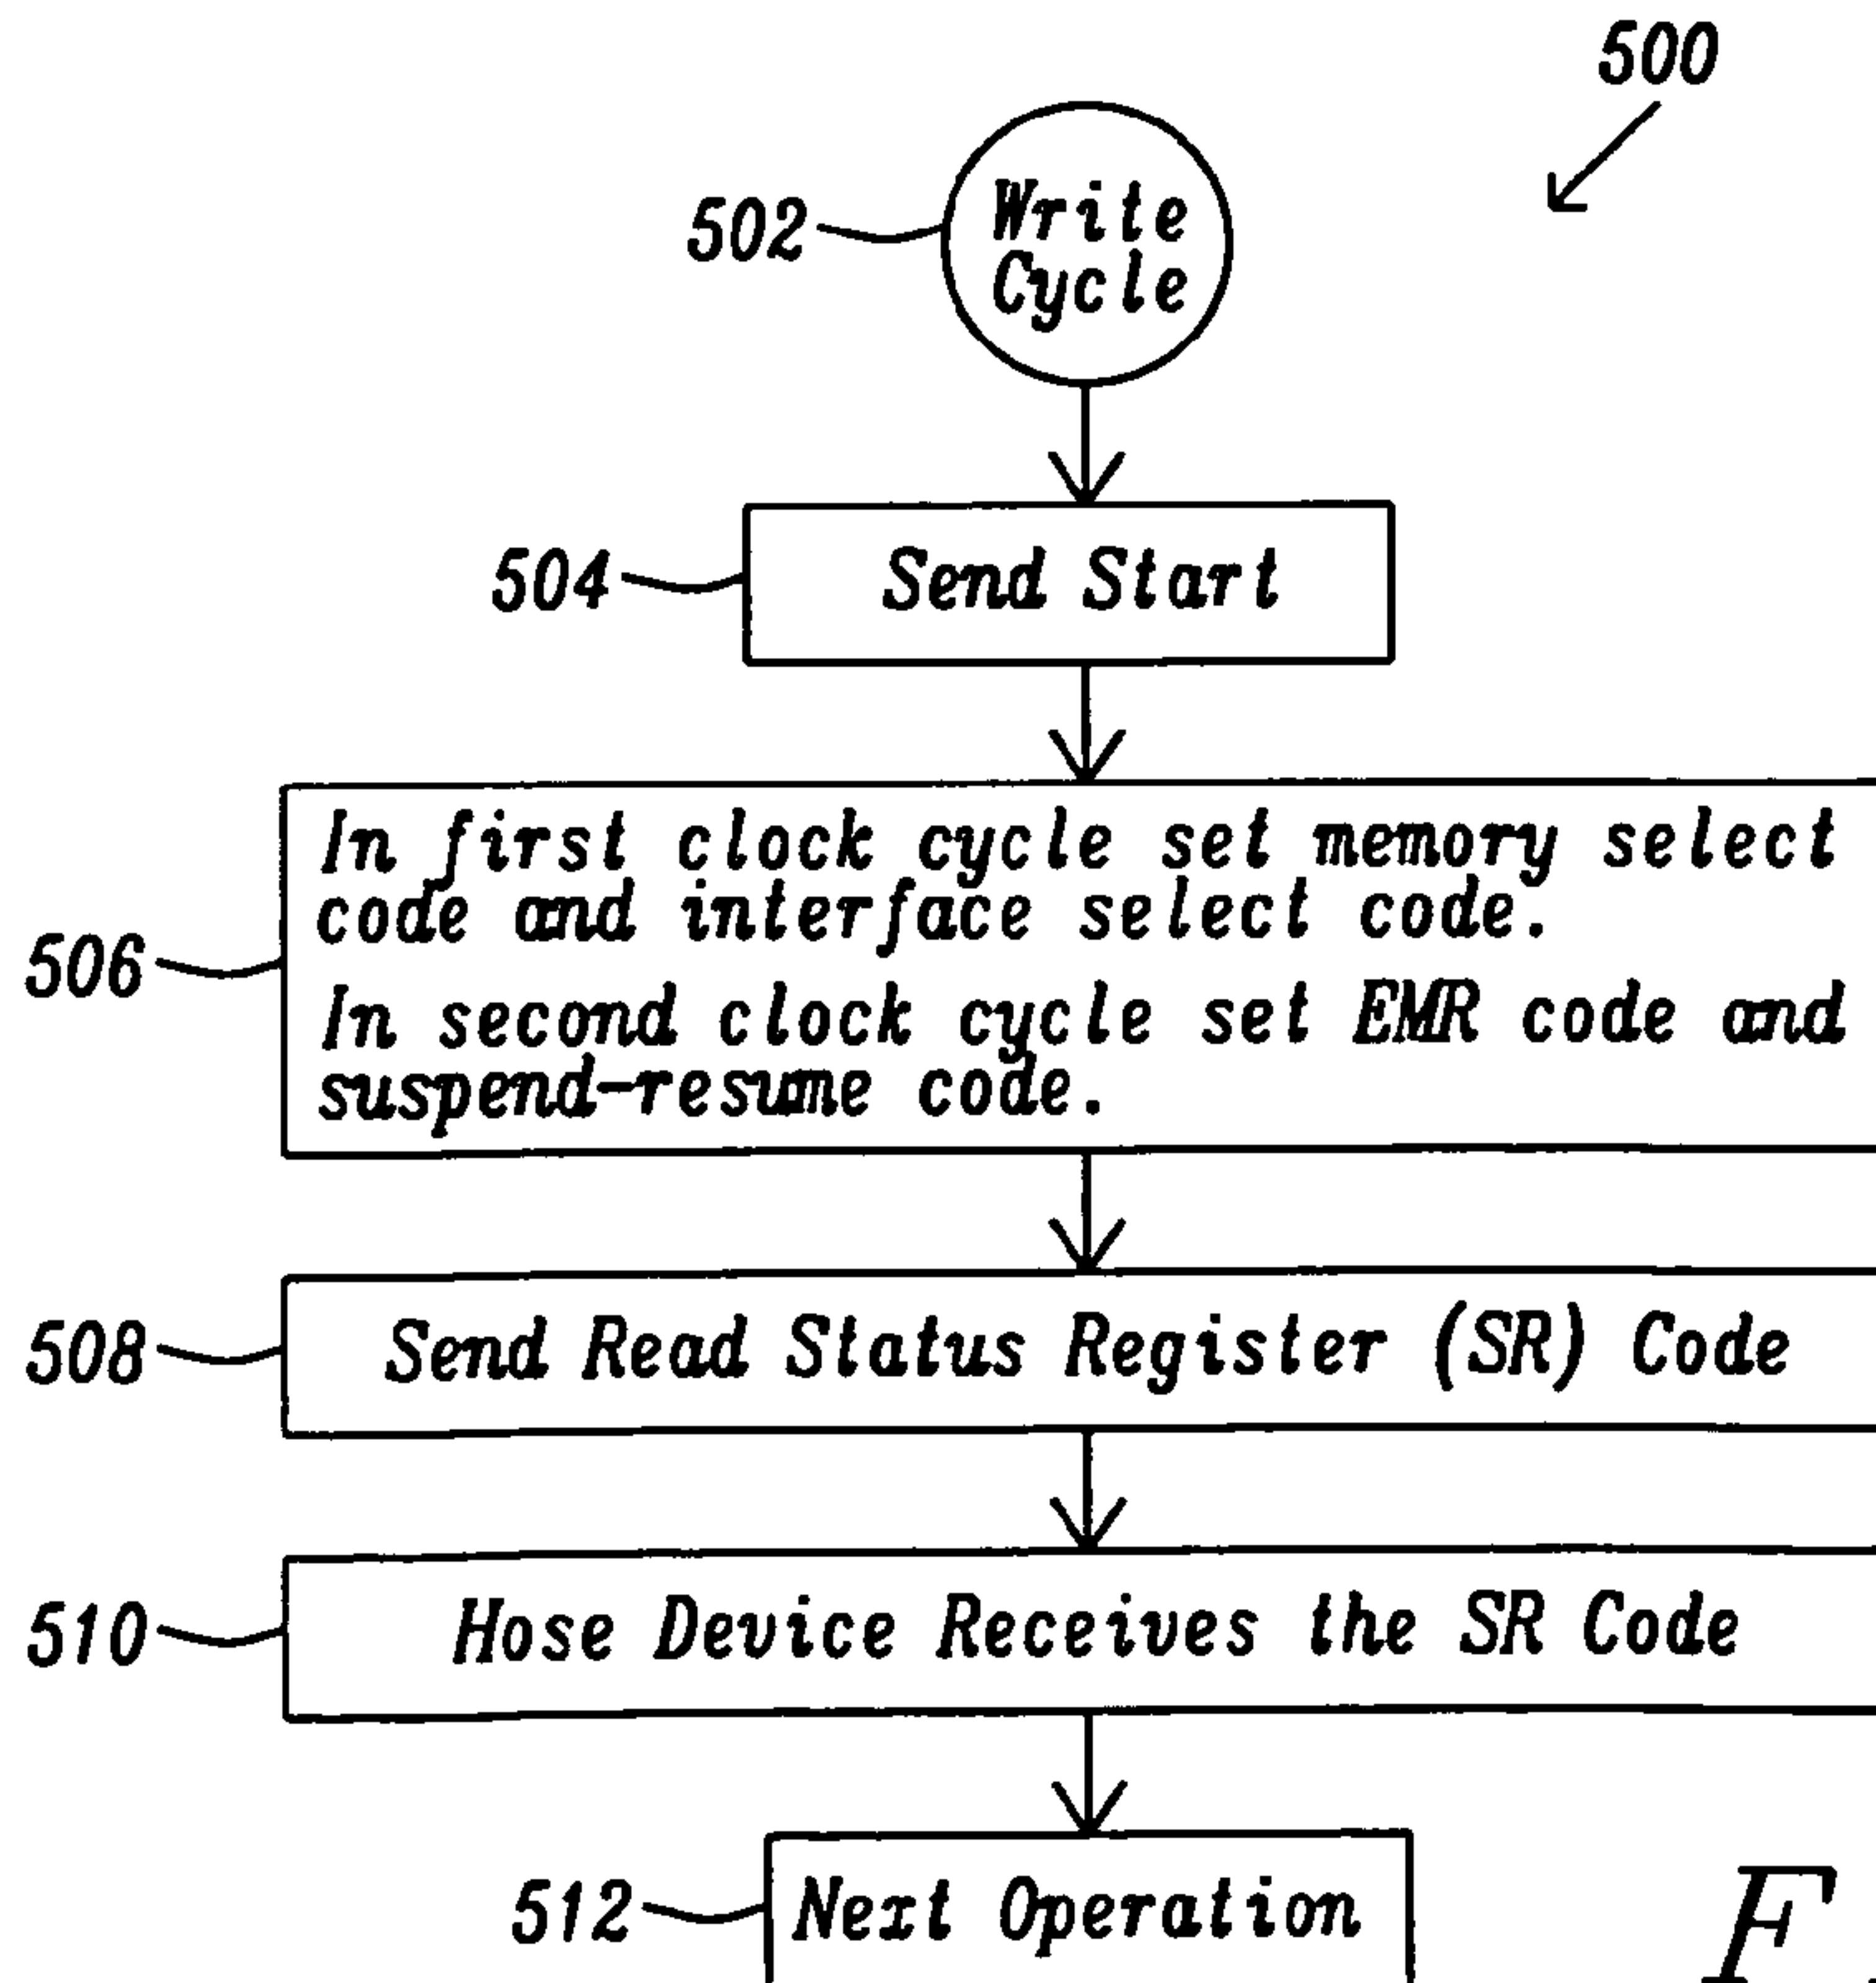 500
502
Write
Cycle
504
Send Start
506
In first clock cycle set memory select
code and interface select code.
In second clock cycle set EMR code and
suspend-resume code.
508
Send Read Status Register (SR) Code
510
Hose Device Receives the SR Code
512
Next Operation
F